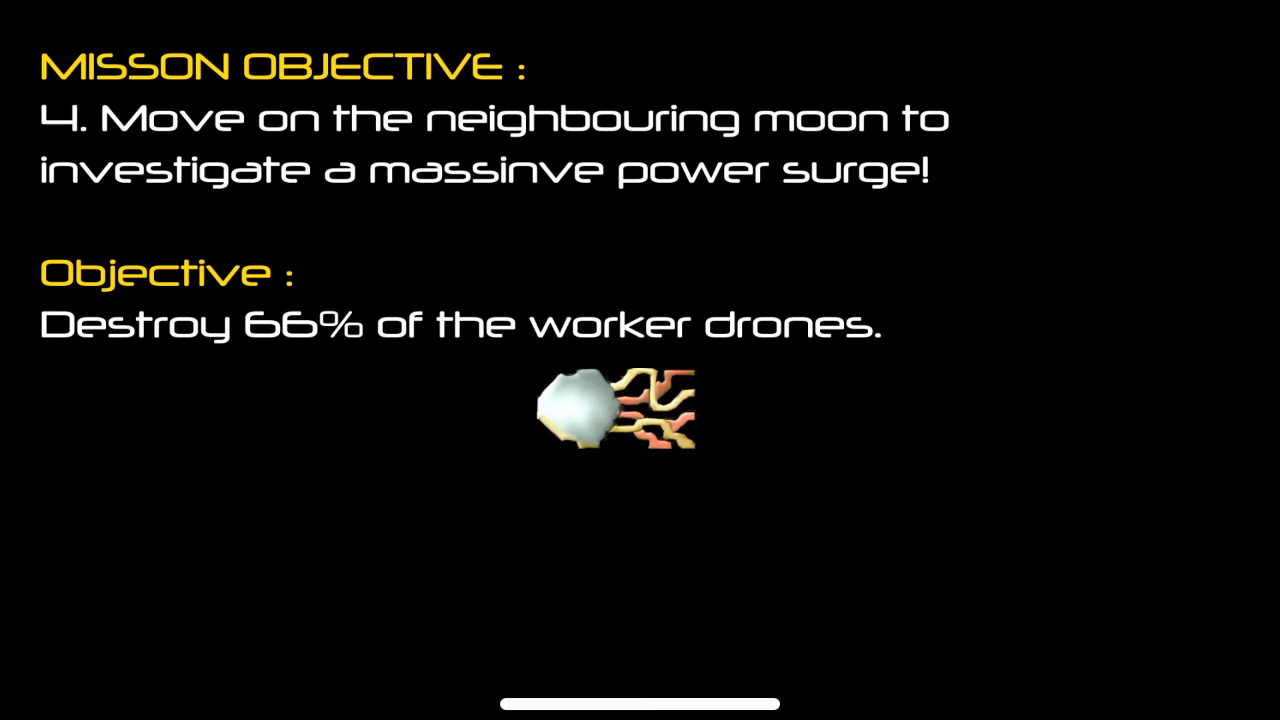 MISSON OBJECTIVE :
4. Move on the neighbouring moon to
investigate a massinve power surge!
Objective :
Destroy 66% of the worker drones.